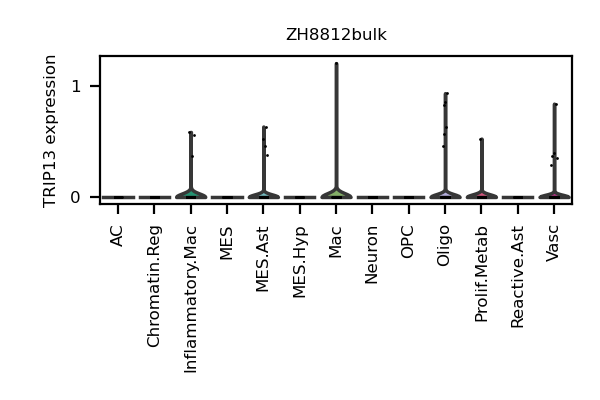 ZH8812bulk
TRIP13 expression
1
0
AC
Chromatin.Reg
Inflammatory.Mac
MES
MES.Ast
MES.Hyp
Mac
Neuron
OPC
Oligo
Prolif.Metab
Reactive.Ast
Vasc